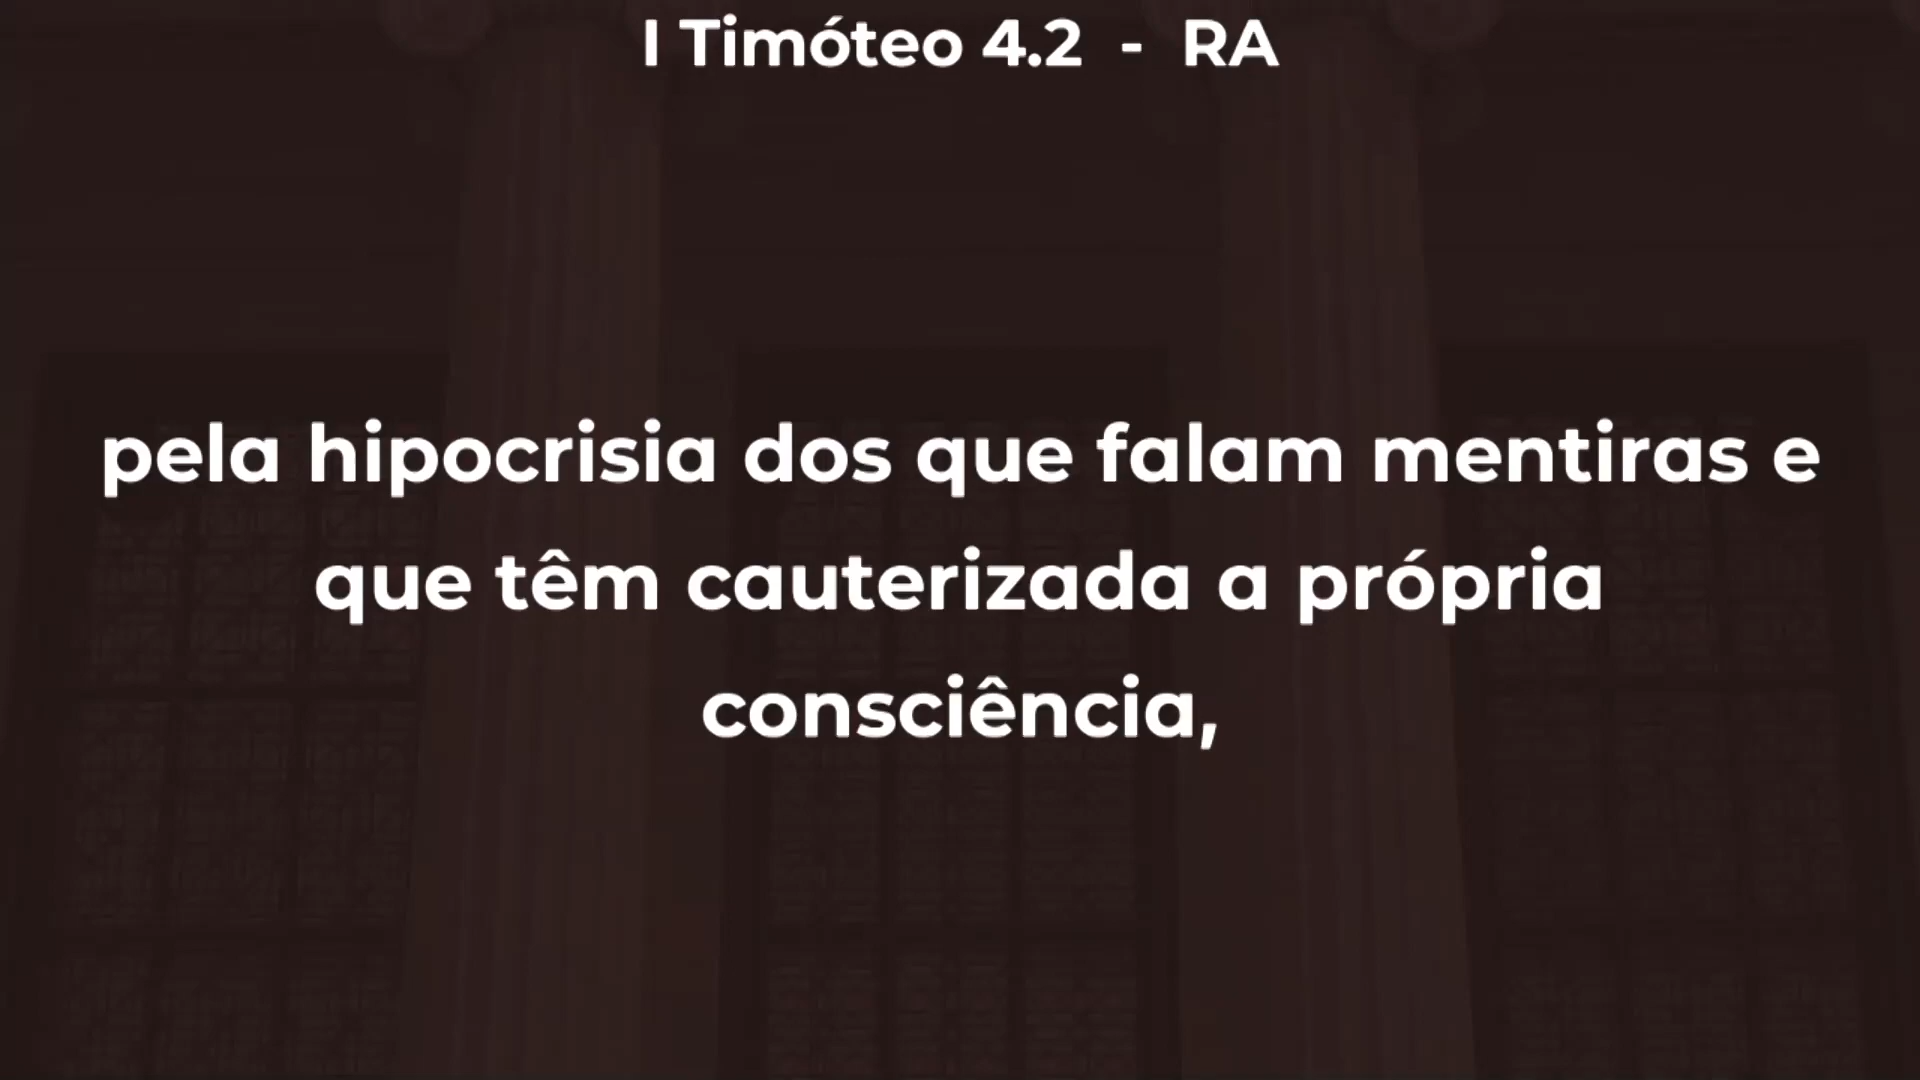 I Timóteo 4.2 - RA
pela hipocrisia dos que falam mentiras e
que têm cauterizada a própria
consciência,